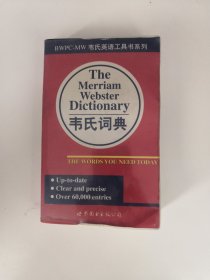 BWPC-MW 韦氏英语工具书系列
The
Merriam
Webster
Dictionary
韦氏词典
THE WORDS YOU NEED TODAY
• Up-to-date
• Clear and precise
• Over 60,000 entries
世界图书出版公司